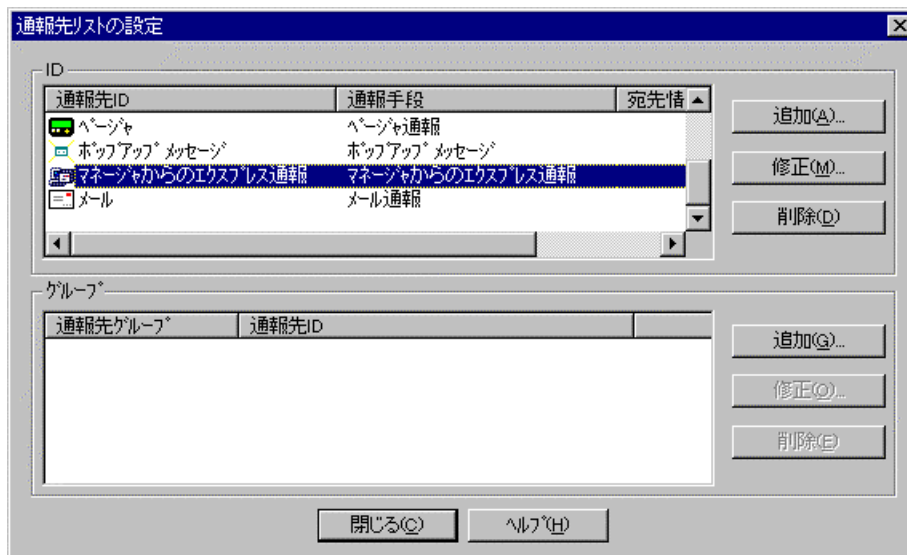 通報先リストの設定
ID
通報先ID 通報手段 宛先情
ﾍﾟｰｼﾞｬ ﾍﾟｰｼﾞｬ通報
ﾎﾟｯﾌﾟｱｯﾌﾟ ﾒｯｾｰｼﾞ ﾎﾟｯﾌﾟｱｯﾌﾟ ﾒｯｾｰｼﾞ
ﾏﾈｰｼﾞｬからのｴｸｽﾌﾟﾚｽ通報 ﾏﾈｰｼﾞｬからのｴｸｽﾌﾟﾚｽ通報
ﾒｰﾙ ﾒｰﾙ通報
追加(A)...
修正(M)...
削除(D)
ｸﾞﾙｰﾌﾟ
通報先ｸﾞﾙｰﾌﾟ 通報先ID
追加(G)...
修正(O)...
削除(E)
閉じる(C) ﾍﾙﾌﾟ(H)